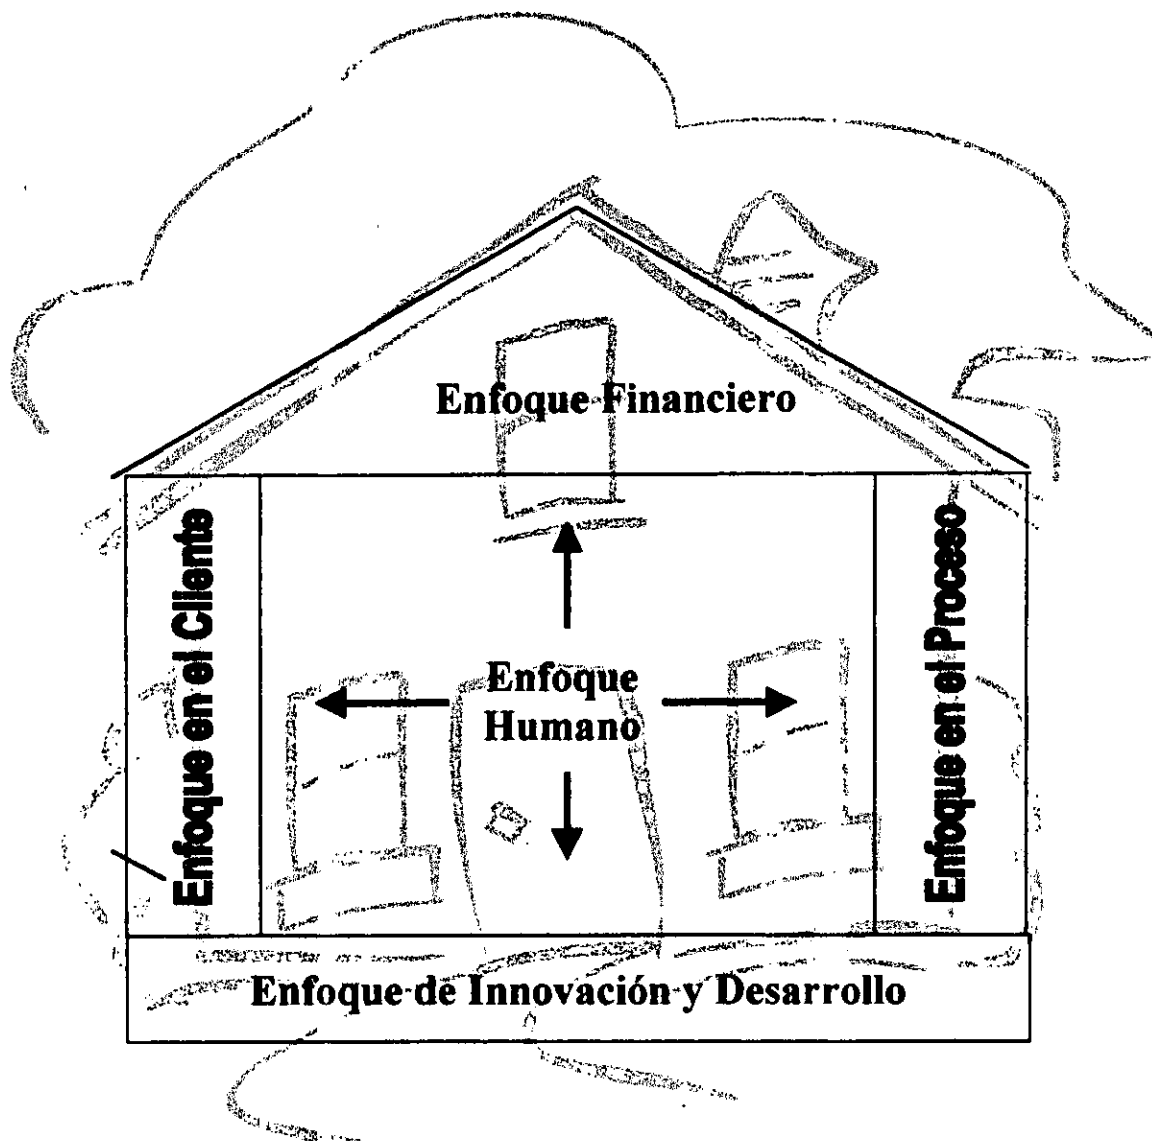 Enfoque Financiero
Enfoque en el Cliente
Enfoque
Humano
Enfoque en el Proceso
Enfoque de Innovación y Desarrollo